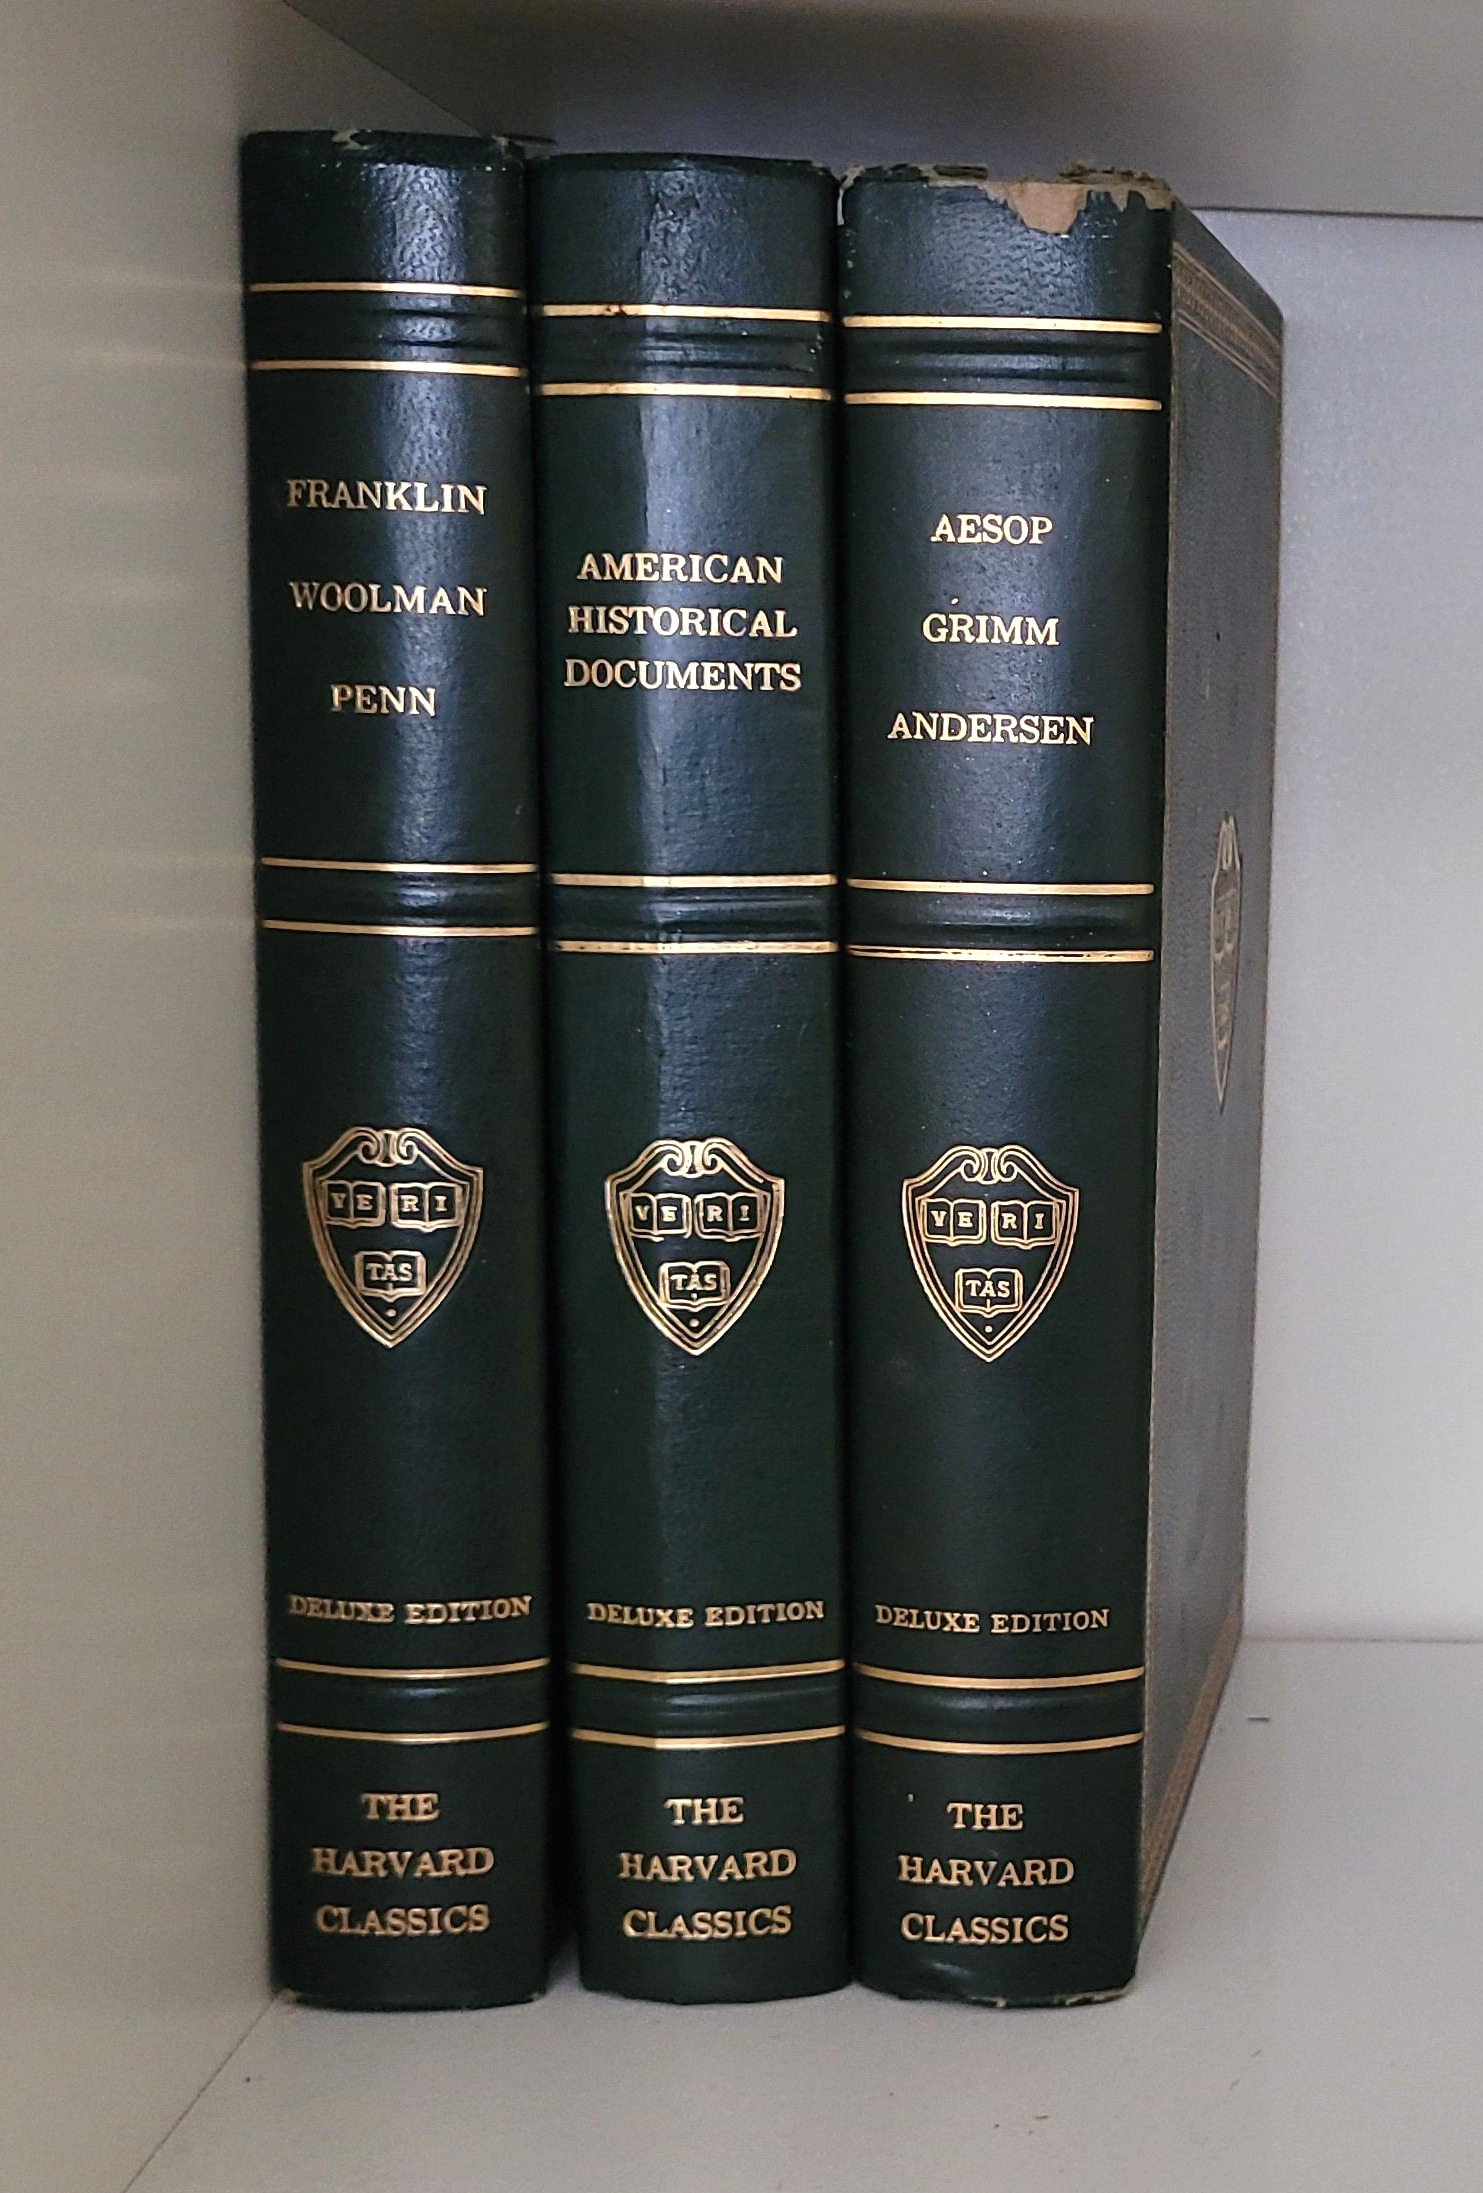 FRANKLIN
WOOLMAN
PENN
VE RI
TAS
DELUXE EDITION
THE
HARVARD
CLASSICS
AMERICAN
HISTORICAL
DOCUMENTS
VE RI
TAS
DELUXE EDITION
THE
HARVARD
CLASSICS
AESOP
GRIMM
ANDERSEN
VE RI
TAS
DELUXE EDITION
THE
HARVARD
CLASSICS